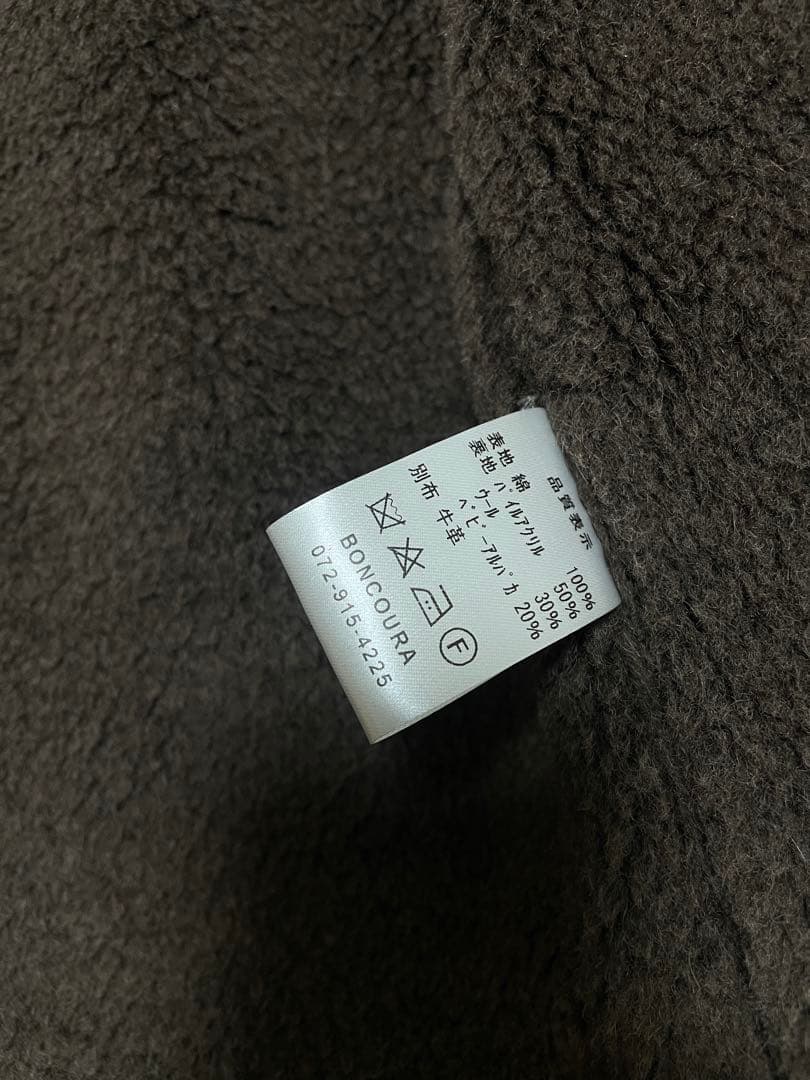 品質表示
表地 綿 100%
裏地 パイルアクリル 50%
ウール 30%
ベビーアルパカ 20%
別布 牛革
F
BONCOURA
072-915-4225